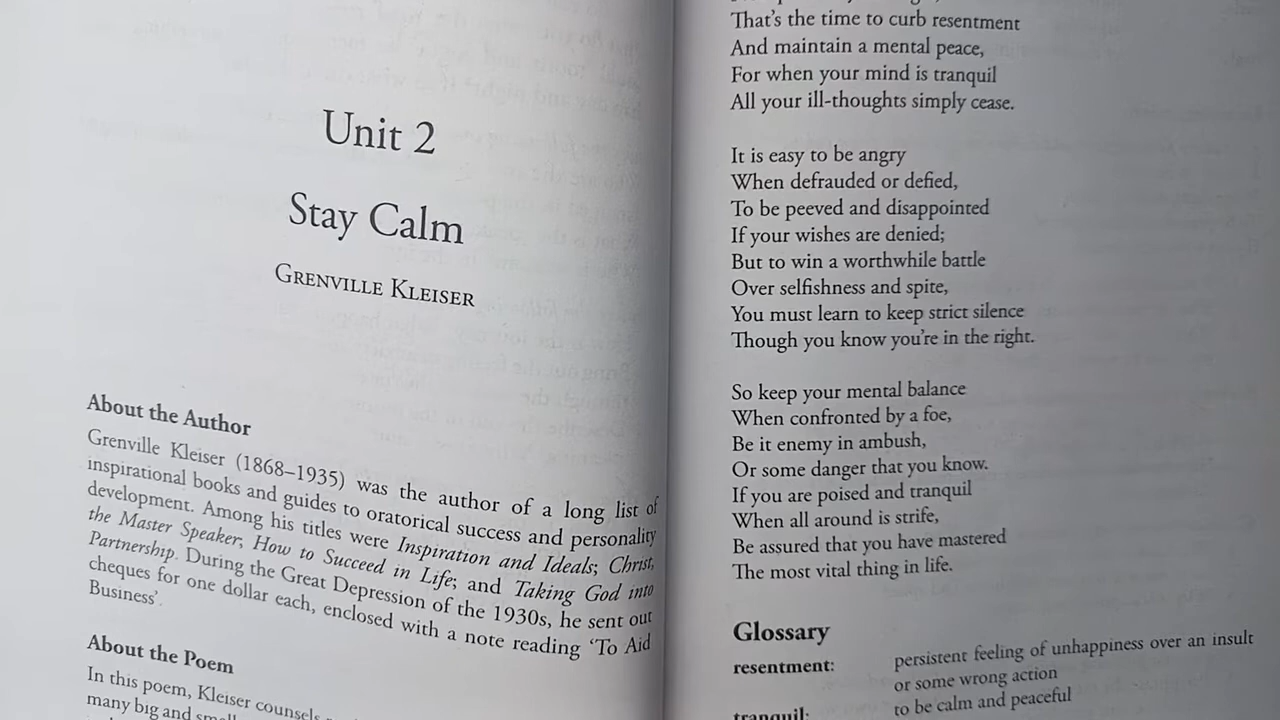 Unit 2
Stay Calm
Grenville Kleiser
About the Author
Grenville Kleiser (1868–1935) was the author of a long list of
inspirational books and guides to oratorical success and personality
development. Among his titles were Inspiration and Ideals; Christ,
the Master Speaker; How to Succeed in Life; and Taking God into
Partnership. During the Great Depression of the 1930s, he sent out
cheques for one dollar each, enclosed with a note reading ‘To Aid
Business’.
About the Poem
In this poem, Kleiser counsels
many big and small
That’s the time to curb resentment
And maintain a mental peace,
For when your mind is tranquil
All your ill-thoughts simply cease.
It is easy to be angry
When defrauded or defied,
To be peeved and disappointed
If your wishes are denied;
But to win a worthwhile battle
Over selfishness and spite,
You must learn to keep strict silence
Though you know you’re in the right.
So keep your mental balance
When confronted by a foe,
Be it enemy in ambush,
Or some danger that you know.
If you are poised and tranquil
When all around is strife,
Be assured that you have mastered
The most vital thing in life.
Glossary
resentment: persistent feeling of unhappiness over an insult
or some wrong action
tranquil: to be calm and peaceful